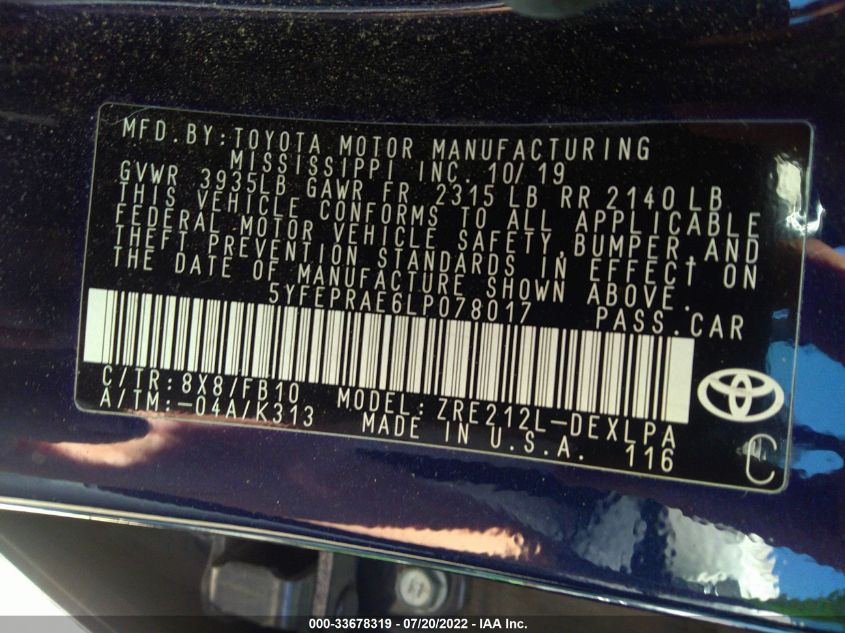 MFD.BY:TOYOTA MOTOR MANUFACTURING
MISSISSIPPI INC. 10/19
GVWR 3935LB GAWR FR 2315 LB RR 2140 LB
THIS VEHICLE CONFORMS TO ALL APPLICABLE
FEDERAL MOTOR VEHICLE SAFETY,BUMPER,AND
THEFT PREVENTION STANDARDS IN EFFECT ON
THE DATE OF MANUFACTURE SHOWN ABOVE.
5YFEPRAE6LP078017 PASS.CAR
C/TR:8X8/FB10 MODEL:ZRE212L-DEXLPA
A/TM:-04A/K313 MADE IN U.S.A. 116
C
000-33678319 / 07/20/2022 - IAA Inc.